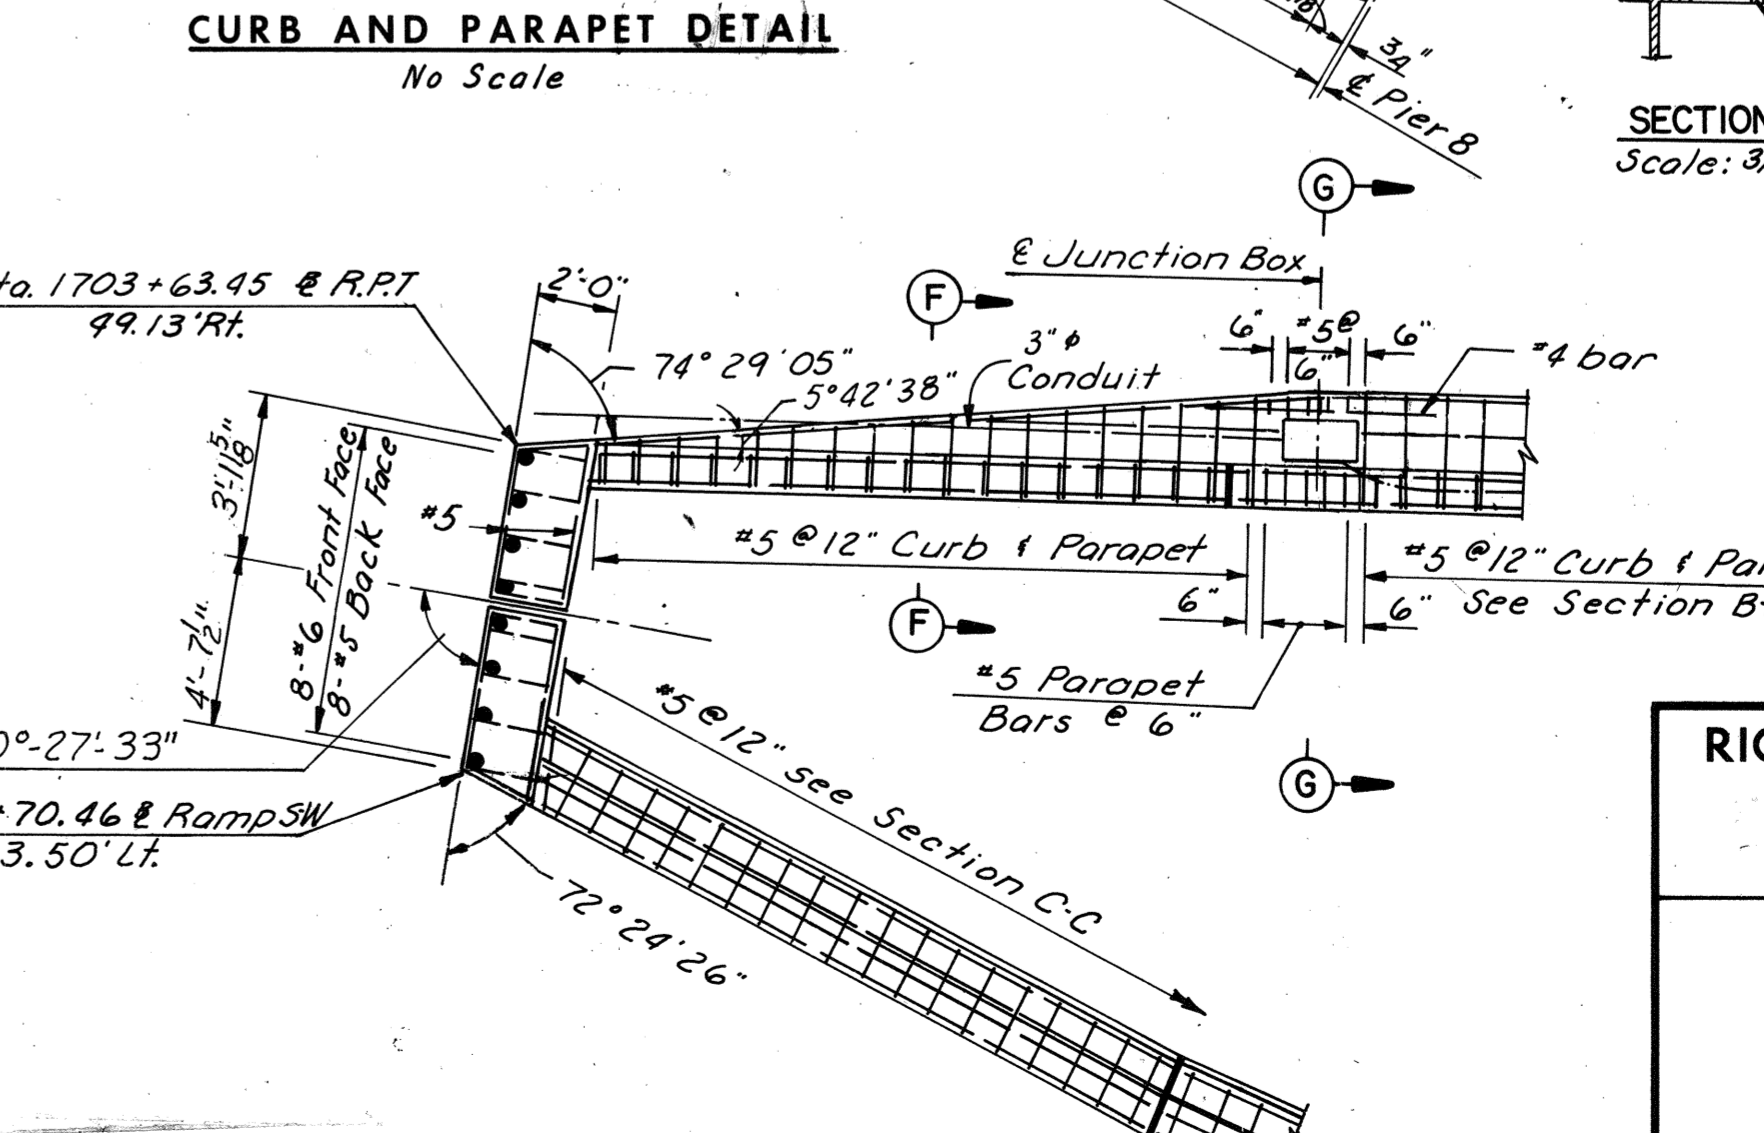 CURB AND PARAPET DETAIL
No Scale
3/4"
℄ Pier 8
SECTION
Scale: 3
G
℄ Junction Box
F
ta. 1703+63.45 ℄ R.P.T
49.13' Rt.
2'-0"
74° 29' 05"
5° 42' 38"
3" φ
Conduit
6" #5@ 6"
6"
#4 bar
3'-11 5/8"
4'-7 1/2"
8-#6 Front Face
8-#5 Back Face
#5
#5 @ 12" Curb & Parapet
#5 @ 12" Curb & Pa
See Section B-
6" 6"
F
#5 Parapet
Bars @ 6"
G
#5 @ 12" see Section C-C
0°-27'-33"
+70.46 ℄ Ramp SW
3.50' Lt.
72° 24' 26"